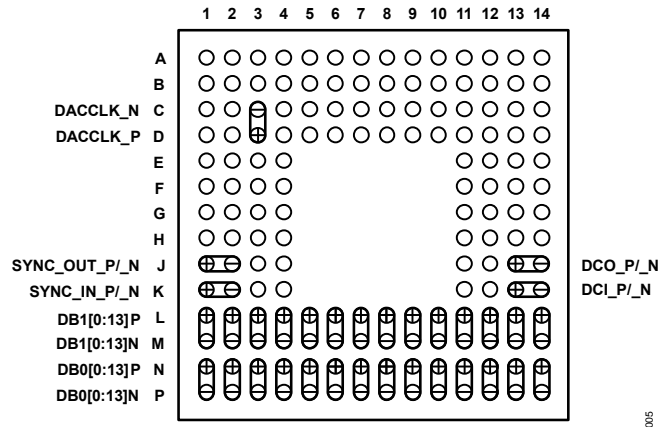 1 2 3 4 5 6 7 8 9 10 11 12 13 14
A
B
DACCLK_N C
DACCLK_P D
E
F
G
H
SYNC_OUT_P/_N J DCO_P/_N
SYNC_IN_P/_N K DCI_P/_N
DB1[0:13]P L
DB1[0:13]N M
DB0[0:13]P N
DB0[0:13]N P
005